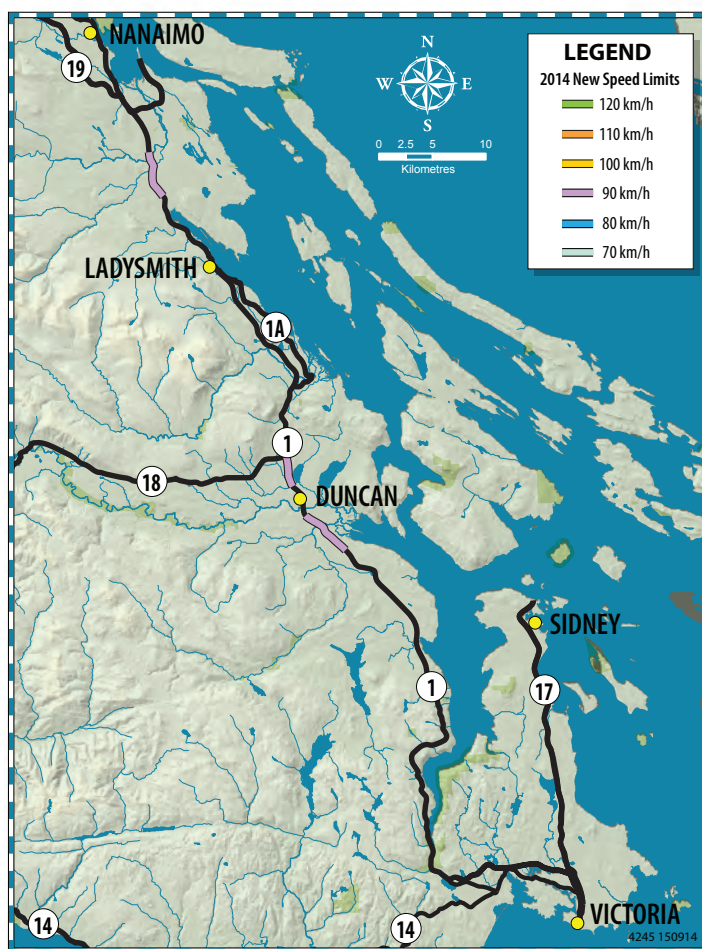 NANAIMO
19
N
W E
S
0 2.5 5 10
Kilometres
LEGEND
2014 New Speed Limits
120 km/h
110 km/h
100 km/h
90 km/h
80 km/h
70 km/h
LADYSMITH
1A
1
18
DUNCAN
SIDNEY
1
17
14
14
VICTORIA
4245 150914